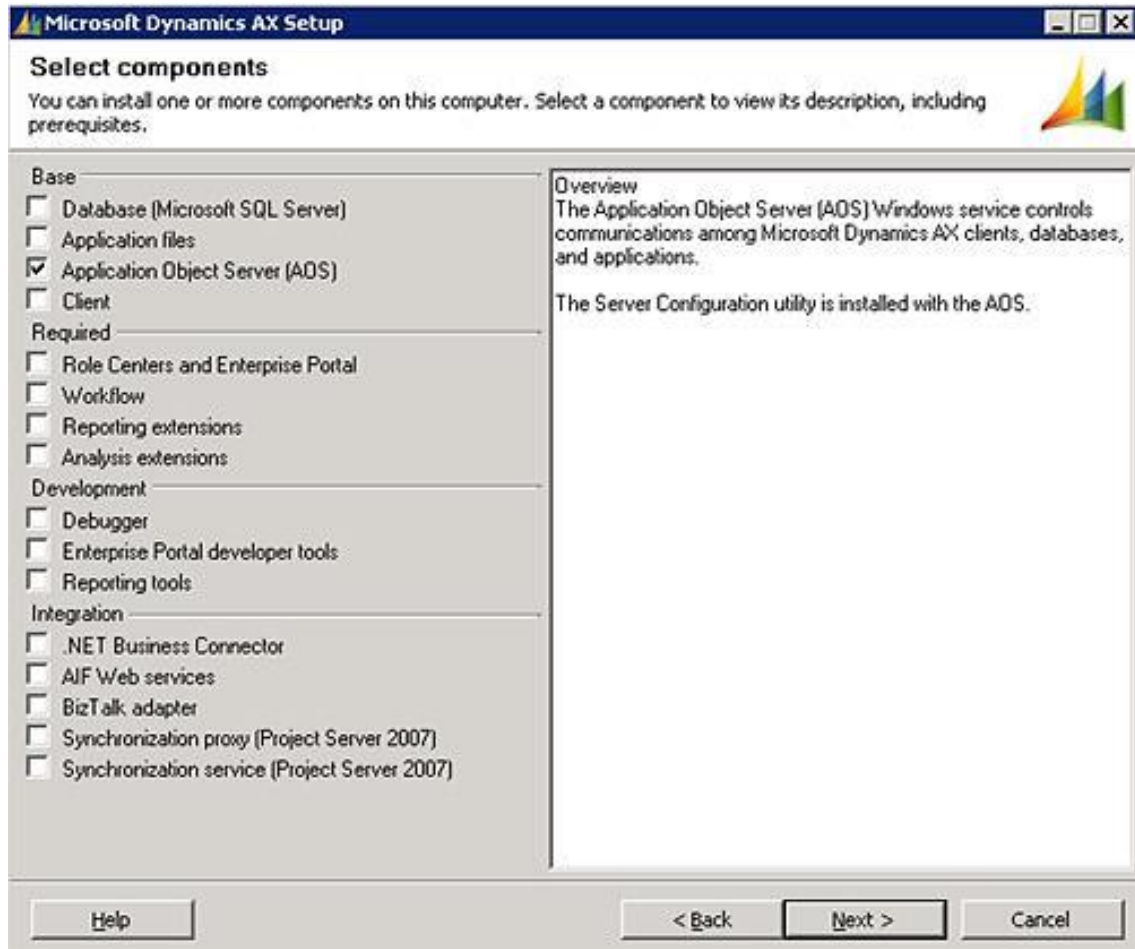 Microsoft Dynamics AX Setup
Select components
You can install one or more components on this computer. Select a component to view its description, including
prerequisites.
Base
Database (Microsoft SQL Server)
Application files
Application Object Server (AOS)
Client
Required
Role Centers and Enterprise Portal
Workflow
Reporting extensions
Analysis extensions
Development
Debugger
Enterprise Portal developer tools
Reporting tools
Integration
.NET Business Connector
AIF Web services
BizTalk adapter
Synchronization proxy (Project Server 2007)
Synchronization service (Project Server 2007)
Overview
The Application Object Server (AOS) Windows service controls
communications among Microsoft Dynamics AX clients, databases,
and applications.
The Server Configuration utility is installed with the AOS.
Help
< Back
Next >
Cancel